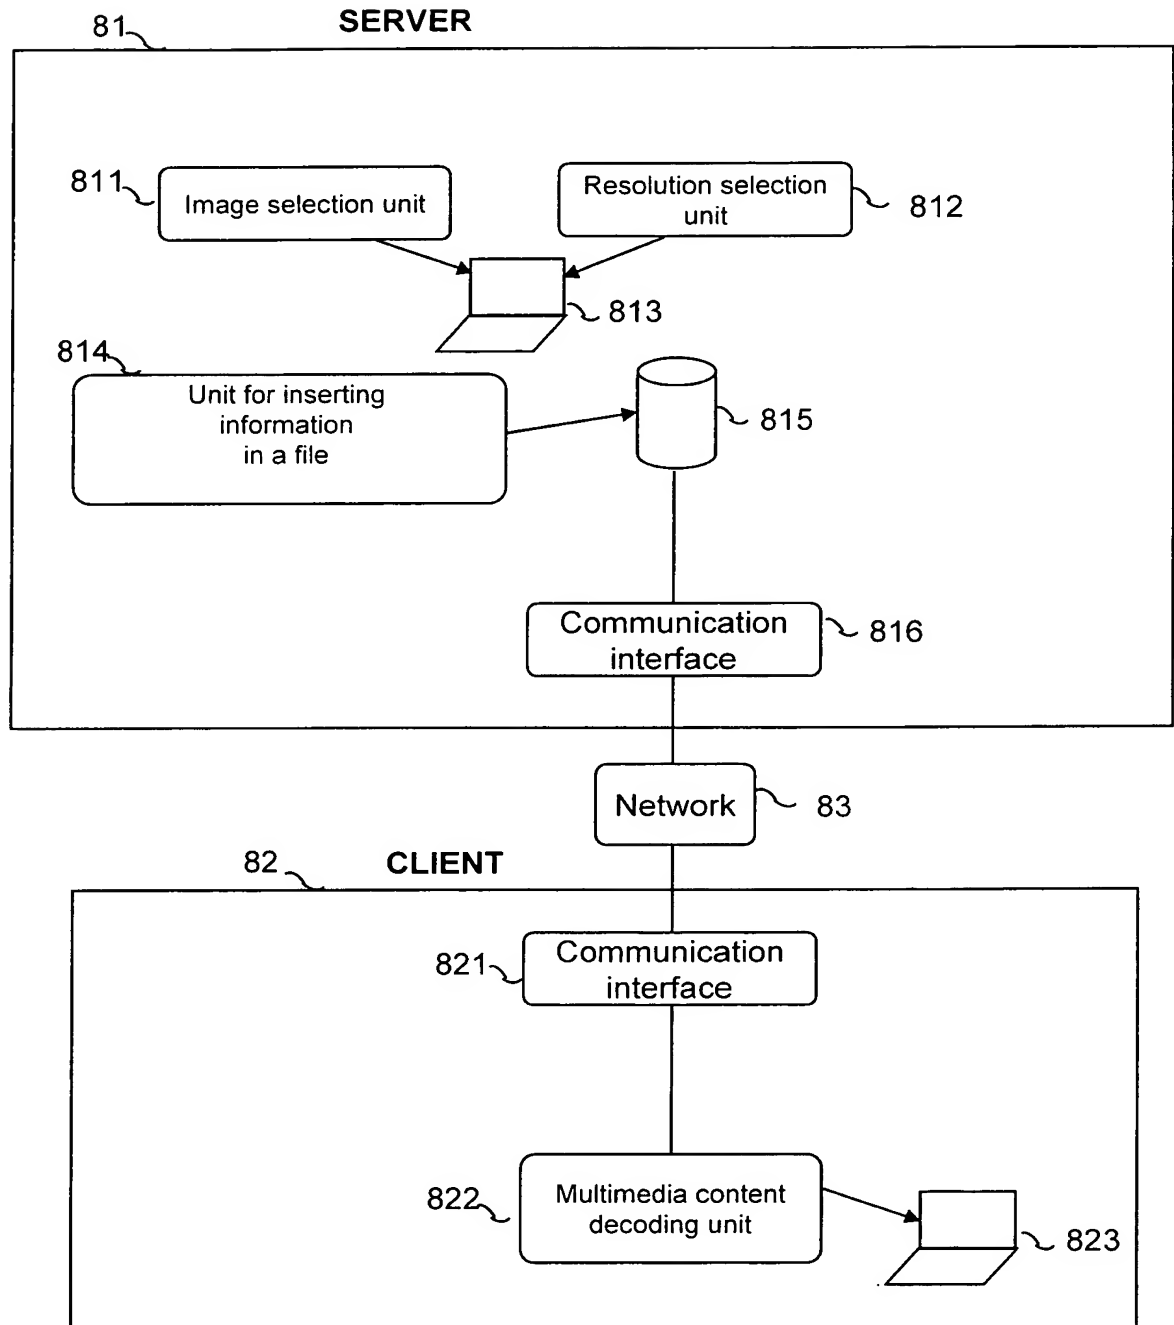 SERVER
81
811
Image selection unit
Resolution selection
unit
812
813
814
Unit for inserting
information
in a file
815
Communication
interface
816
Network
83
82
CLIENT
821
Communication
interface
822
Multimedia content
decoding unit
823